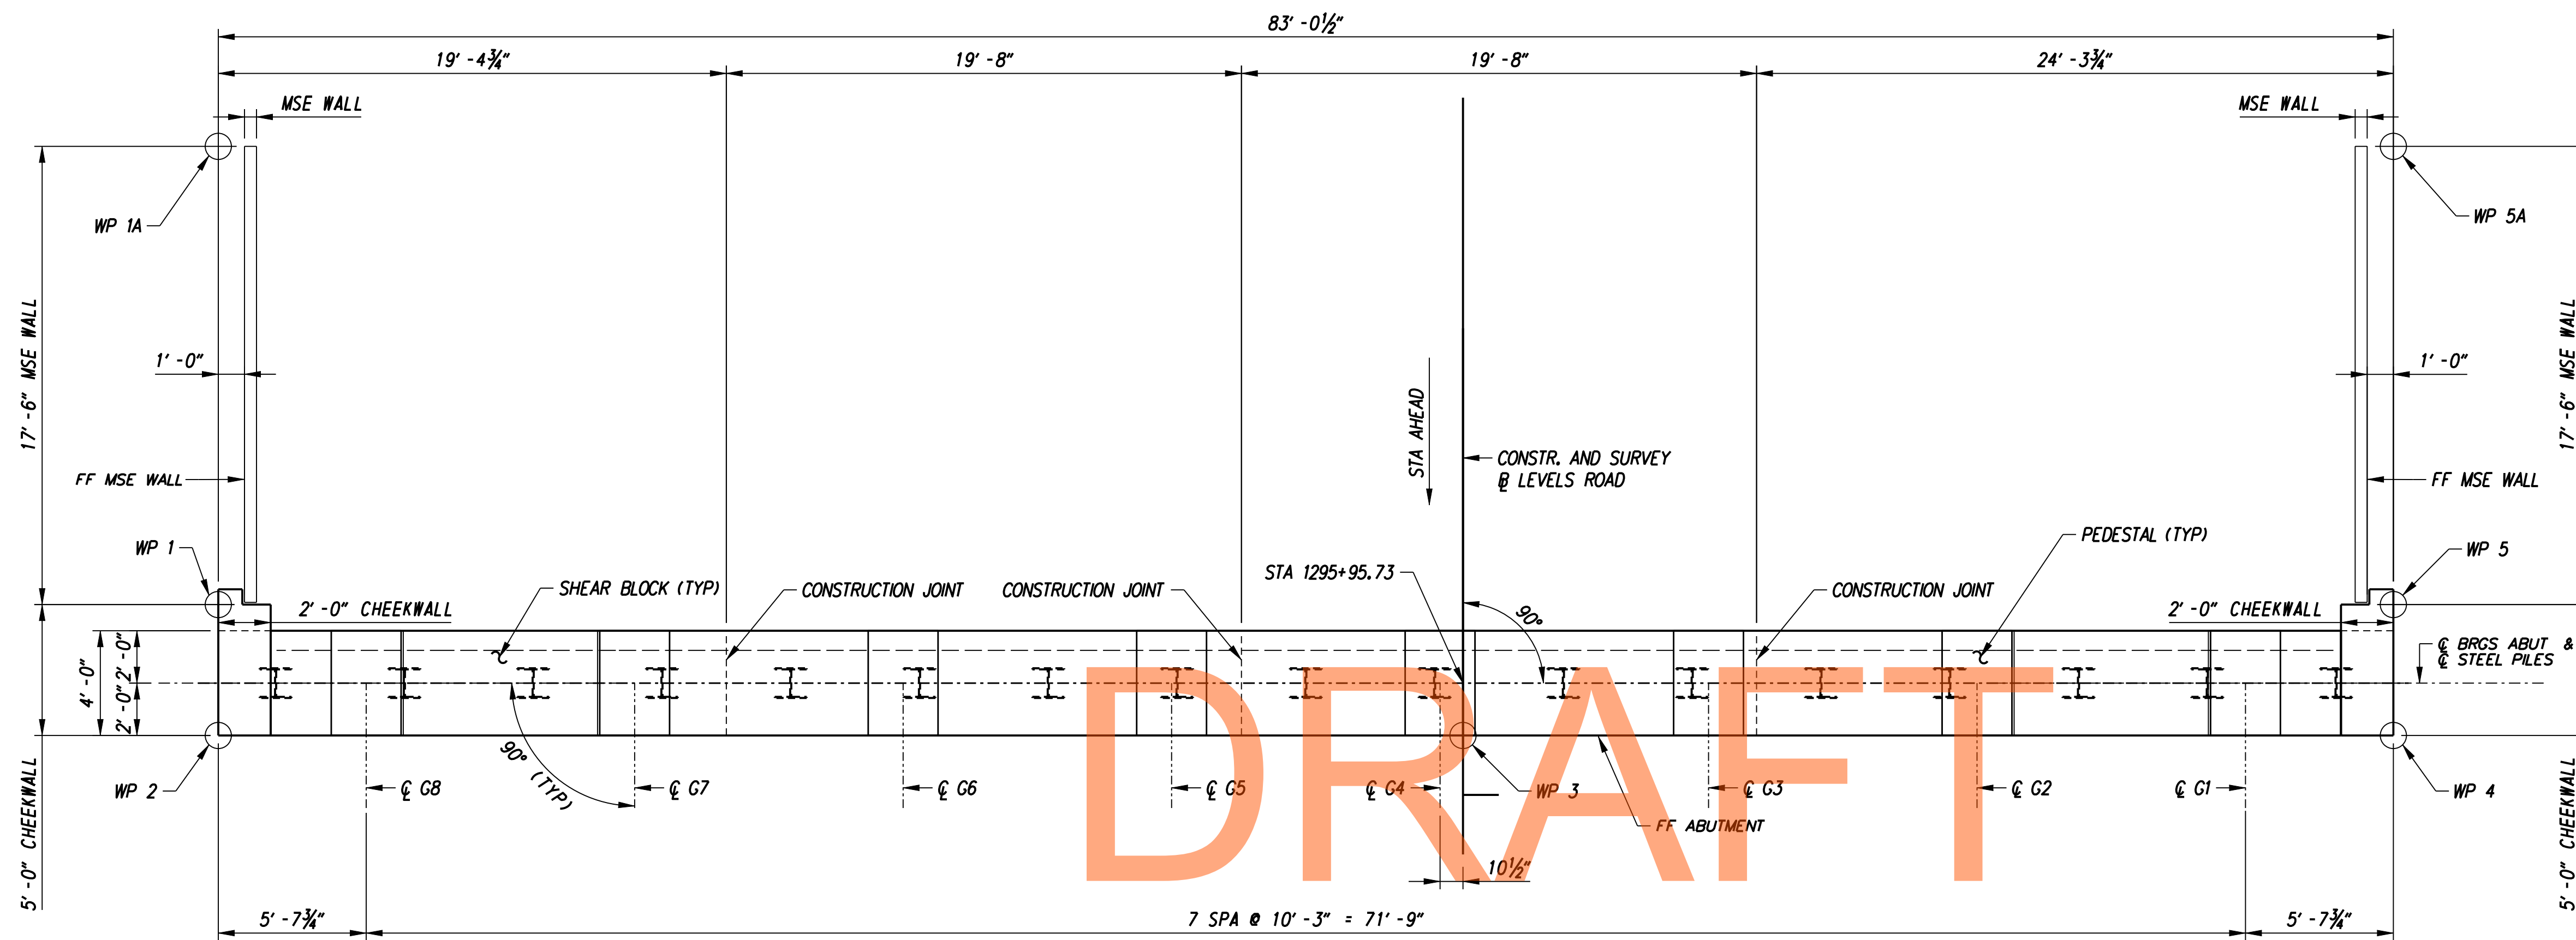 83'-0½"
19'-4¾"
19'-8"
19'-8"
24'-3¾"
MSE WALL
MSE WALL
WP 1A
WP 5A
17'-6" MSE WALL
17'-6" MSE WALL
1'-0"
1'-0"
STA AHEAD
CONSTR. AND SURVEY
℄ LEVELS ROAD
FF MSE WALL
FF MSE WALL
WP 1
WP 5
PEDESTAL (TYP)
SHEAR BLOCK (TYP)
CONSTRUCTION JOINT
CONSTRUCTION JOINT
STA 1295+95.73
CONSTRUCTION JOINT
90°
2'-0" CHEEKWALL
2'-0" CHEEKWALL
4'-0"
2'-0"
2'-0"
℄ BRGS ABUT &
℄ STEEL PILES
DRAFT
90° (TYP)
WP 2
℄ G8
℄ G7
℄ G6
℄ G5
℄ G4
WP 3
℄ G3
℄ G2
℄ G1
WP 4
5'-0" CHEEKWALL
5'-0" CHEEKWALL
FF ABUTMENT
10½"
5'-7¾"
7 SPA @ 10'-3" = 71'-9"
5'-7¾"